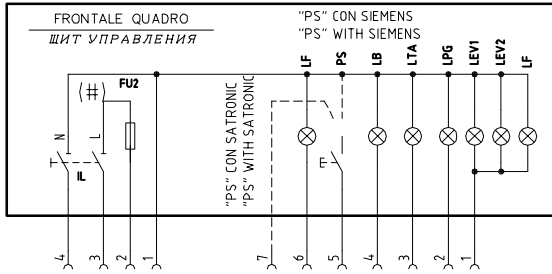 FRONTALE QUADRO
ЩИТ УПРАВЛЕНИЯ
"PS" CON SIEMENS
"PS" WITH SIEMENS
LF PS LB LTA LPG LEV1 LEV2 LF
(#) FU2
"PS" CON SATRONIC
"PS" WITH SATRONIC
N L
IL
E
4 3 2 1 7 6 5 4 3 2 1